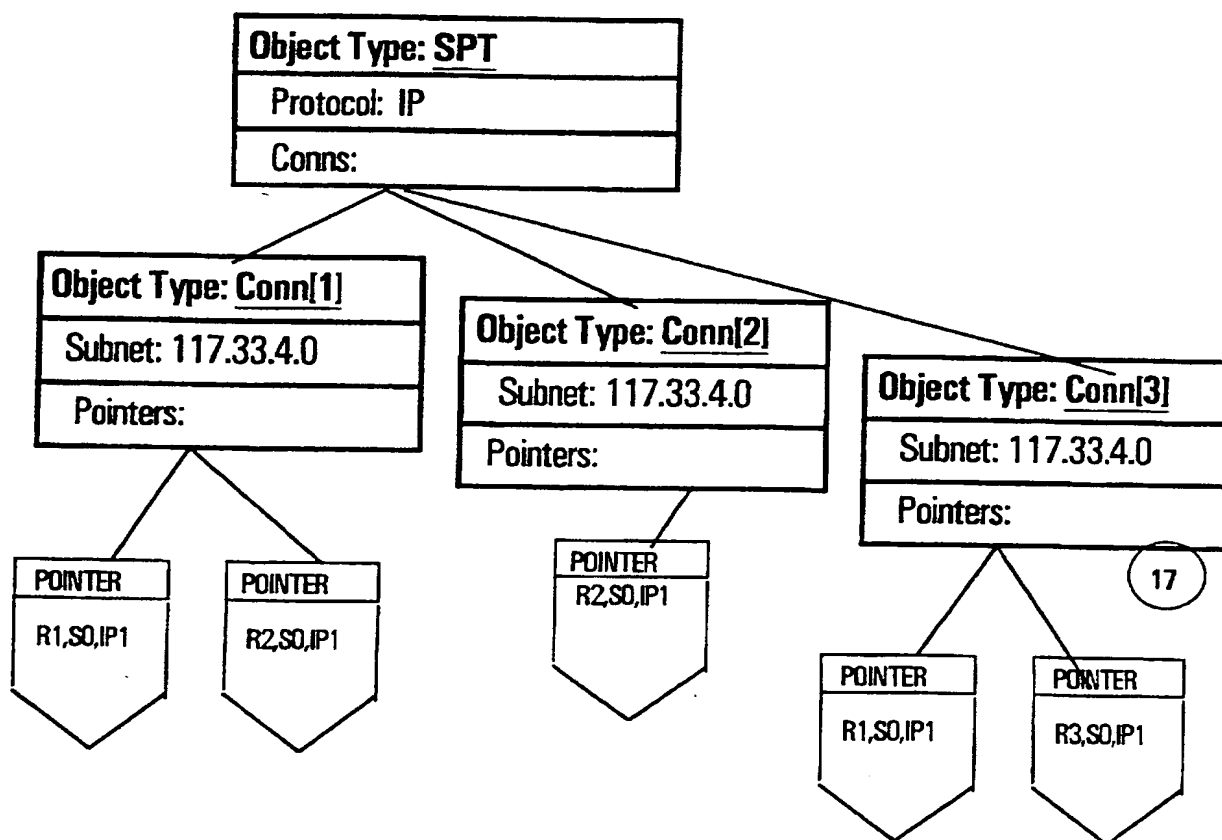 Object Type: SPT
Protocol: IP
Conns:
Object Type: Conn[1]
Subnet: 117.33.4.0
Pointers:
Object Type: Conn[2]
Subnet: 117.33.4.0
Pointers:
Object Type: Conn[3]
Subnet: 117.33.4.0
Pointers:
17
POINTER
R1,S0,IP1
POINTER
R2,S0,IP1
POINTER
R2,S0,IP1
POINTER
R1,S0,IP1
POINTER
R3,S0,IP1